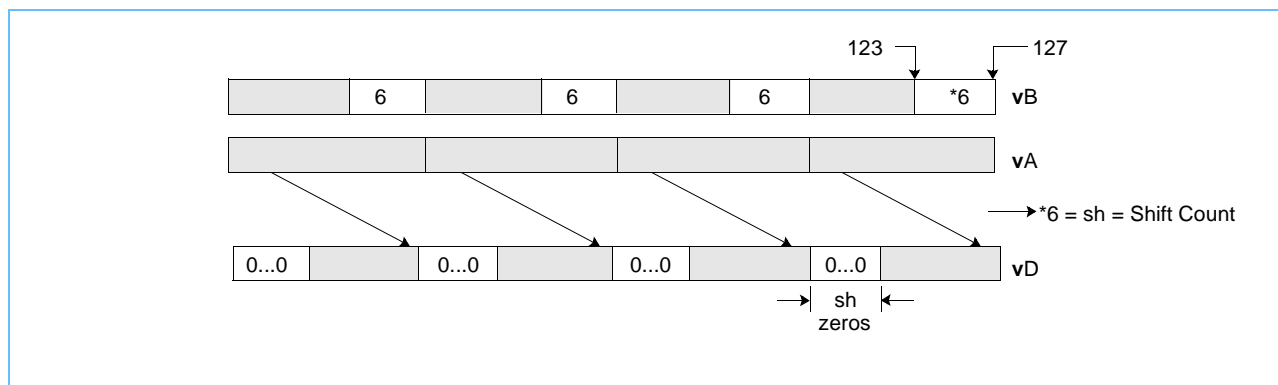 123 127
6 6 6 *6 vB
vA
*6 = sh = Shift Count
0...0 0...0 0...0 0...0 vD
sh
zeros